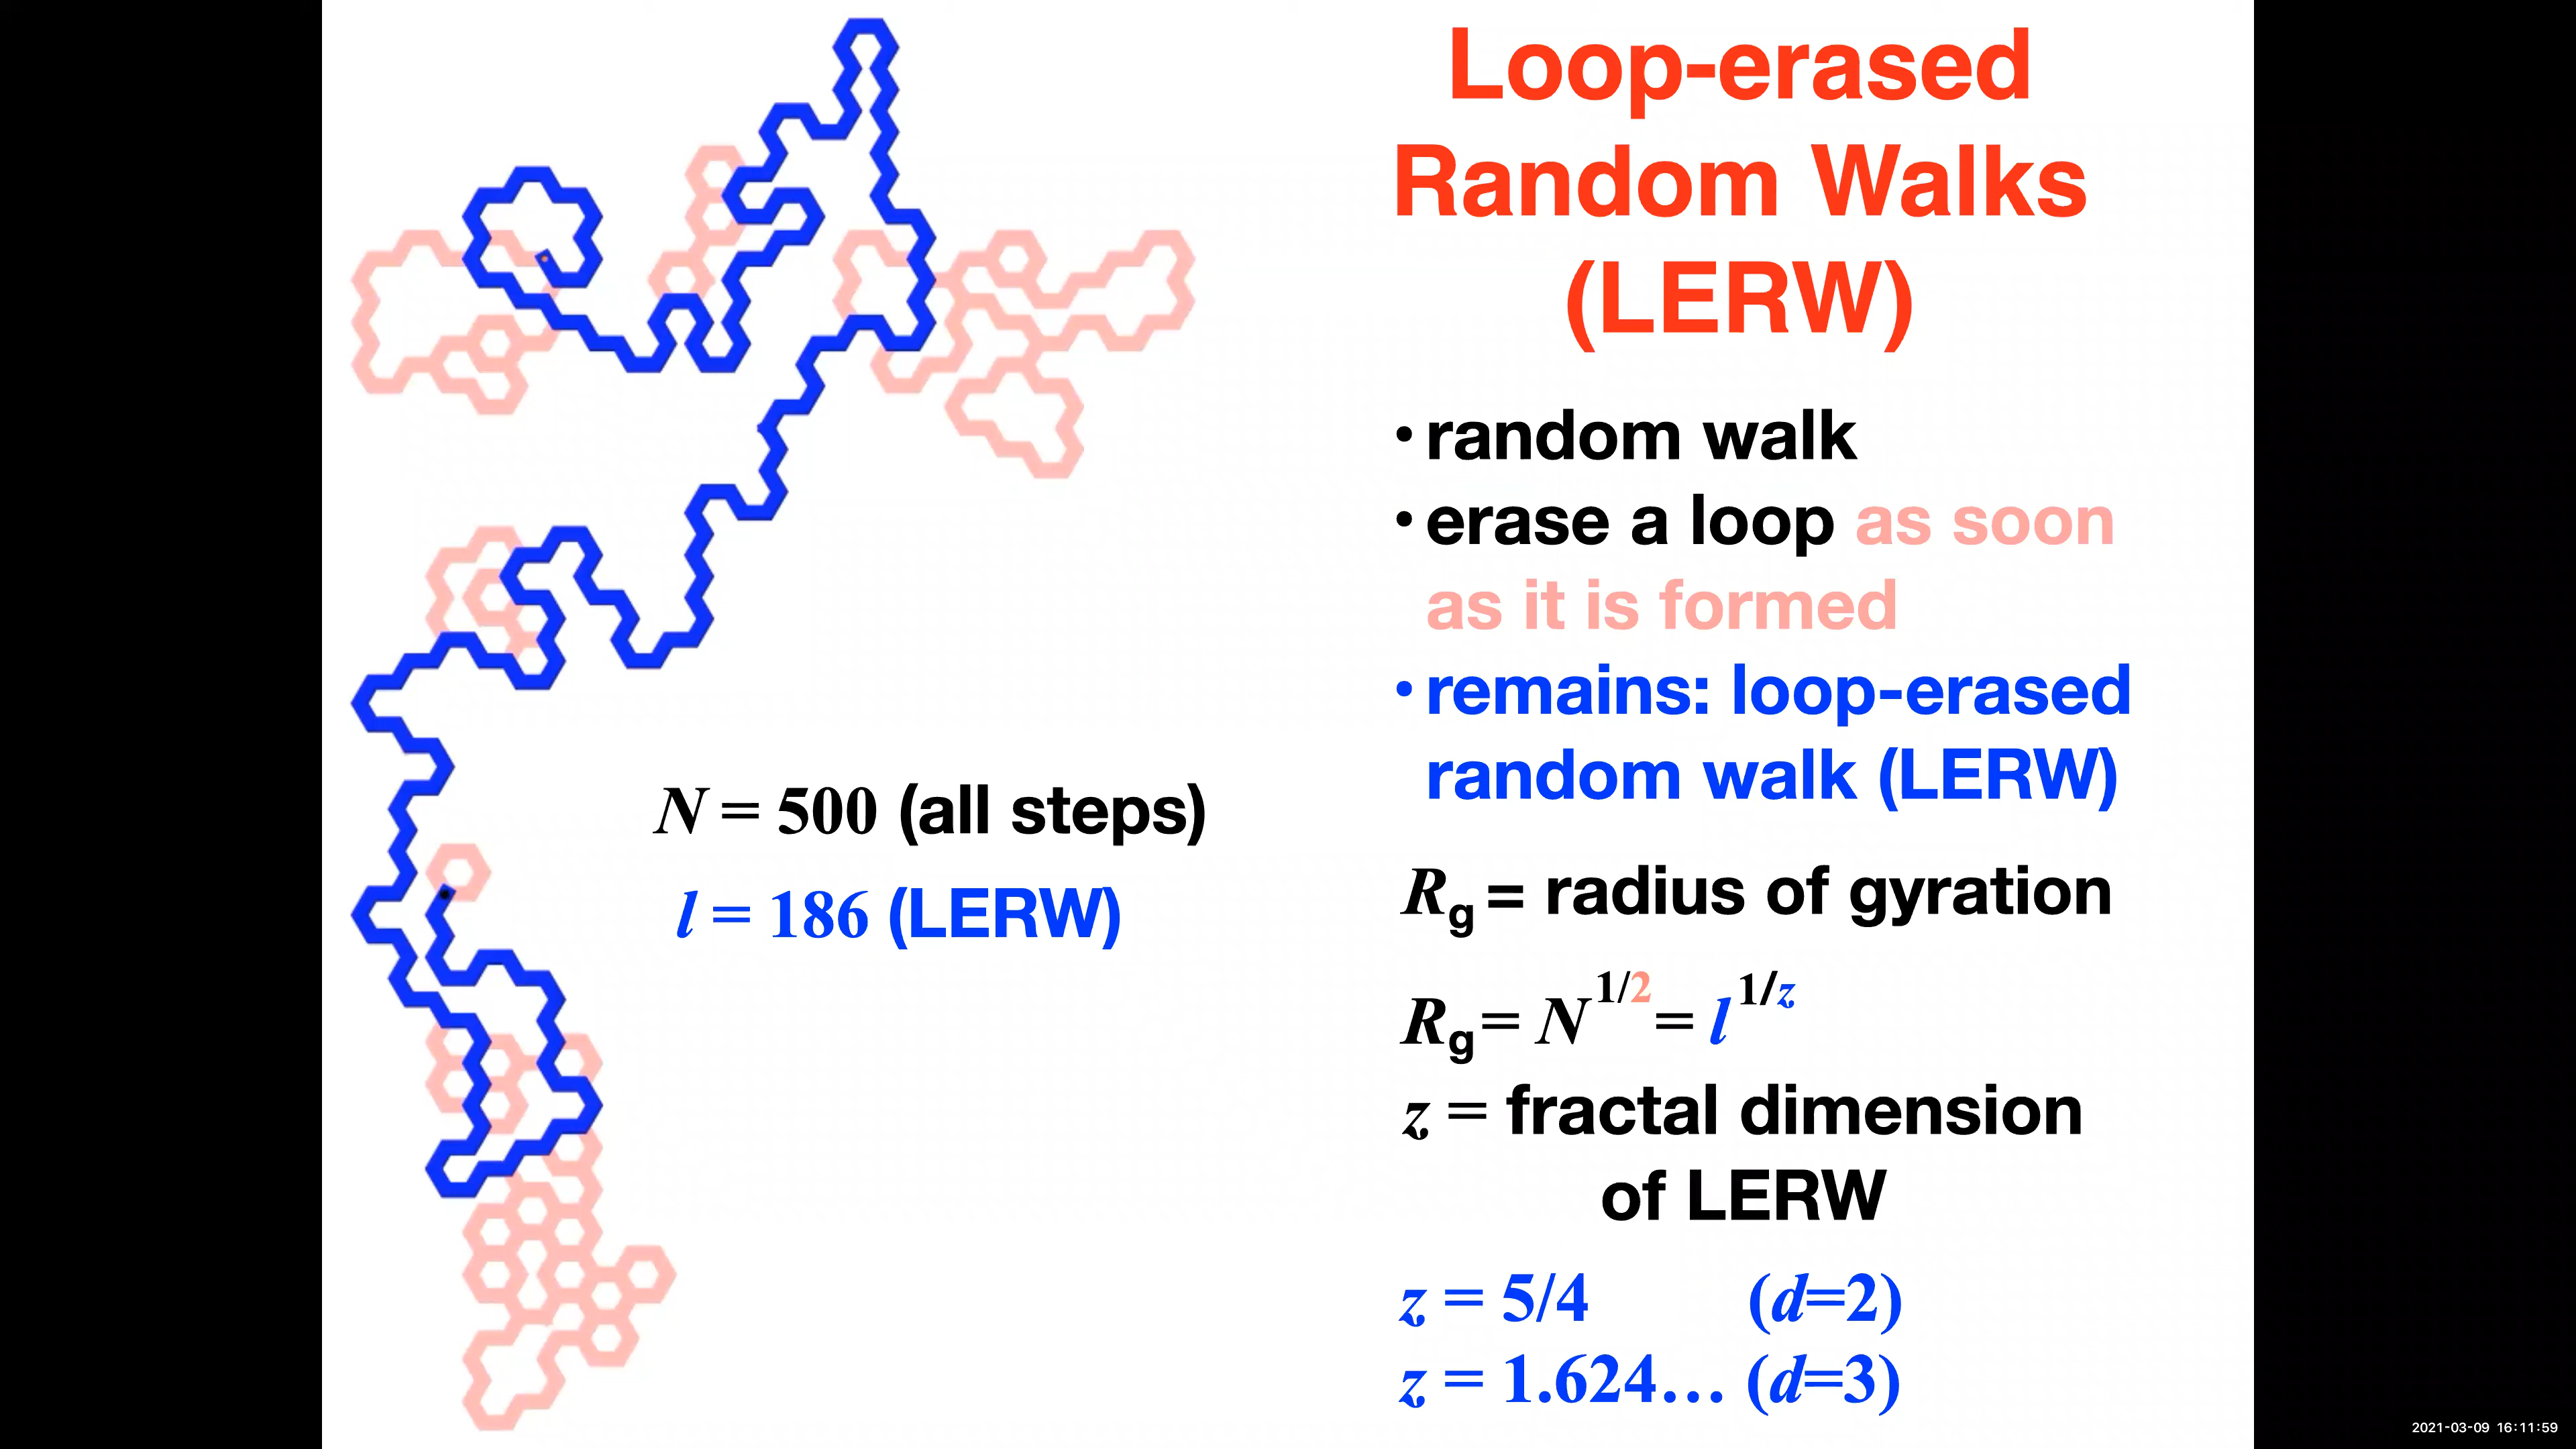 Loop-erased
Random Walks
(LERW)
• random walk
• erase a loop as soon
as it is formed
• remains: loop-erased
random walk (LERW)
N = 500 (all steps)
l = 186 (LERW)
Rg = radius of gyration
Rg = N^1/2 = l^1/z
z = fractal dimension
of LERW
z = 5/4 (d=2)
z = 1.624... (d=3)
2021-03-09 16:11:59